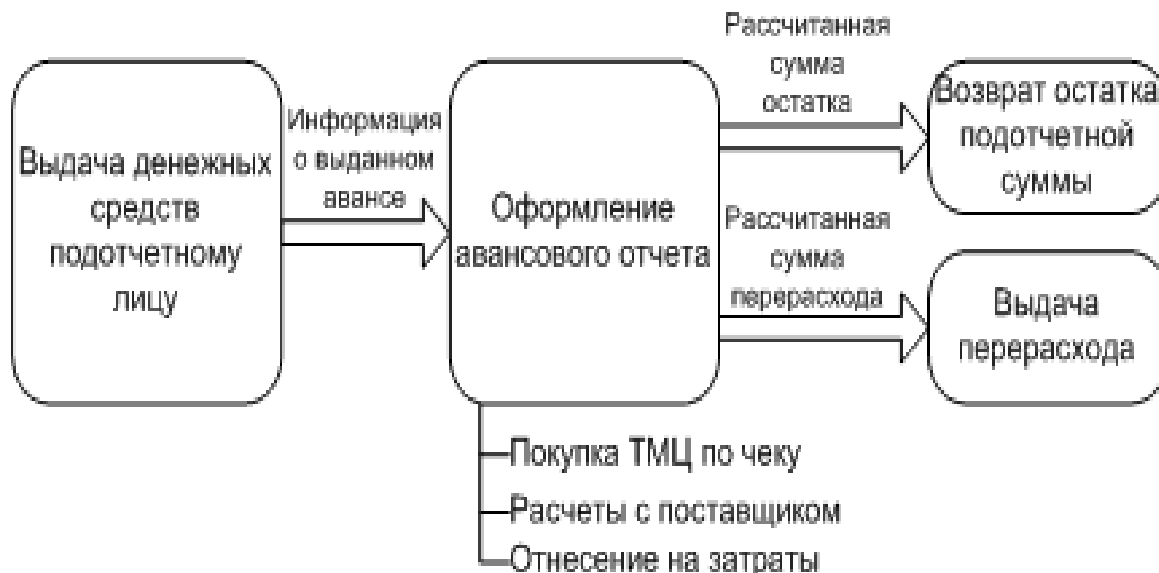 Выдача денежных
средств
подотчетному
лицу
Информация
о выданном
авансе
Оформление
авансового отчета
Рассчитанная
сумма
остатка
Возврат остатка
подотчетной
суммы
Рассчитанная
сумма
перерасхода
Выдача
перерасхода
Покупка ТМЦ по чеку
Расчеты с поставщиком
Отнесение на затраты